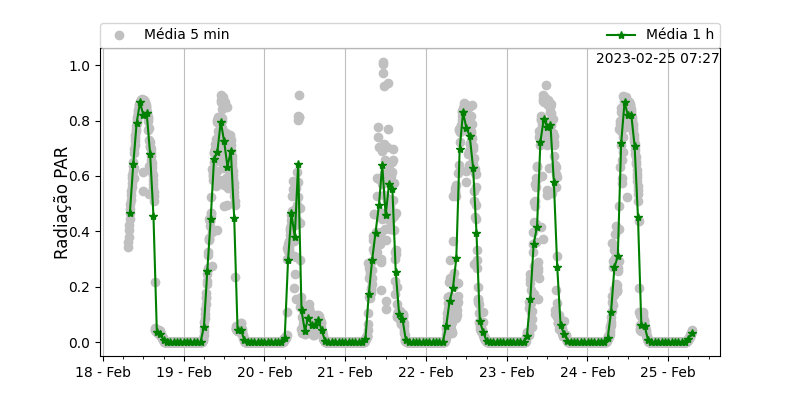 Média 5 min
Média 1 h
2023-02-25 07:27
Radiação PAR
1.0
0.8
0.6
0.4
0.2
0.0
18 - Feb
19 - Feb
20 - Feb
21 - Feb
22 - Feb
23 - Feb
24 - Feb
25 - Feb